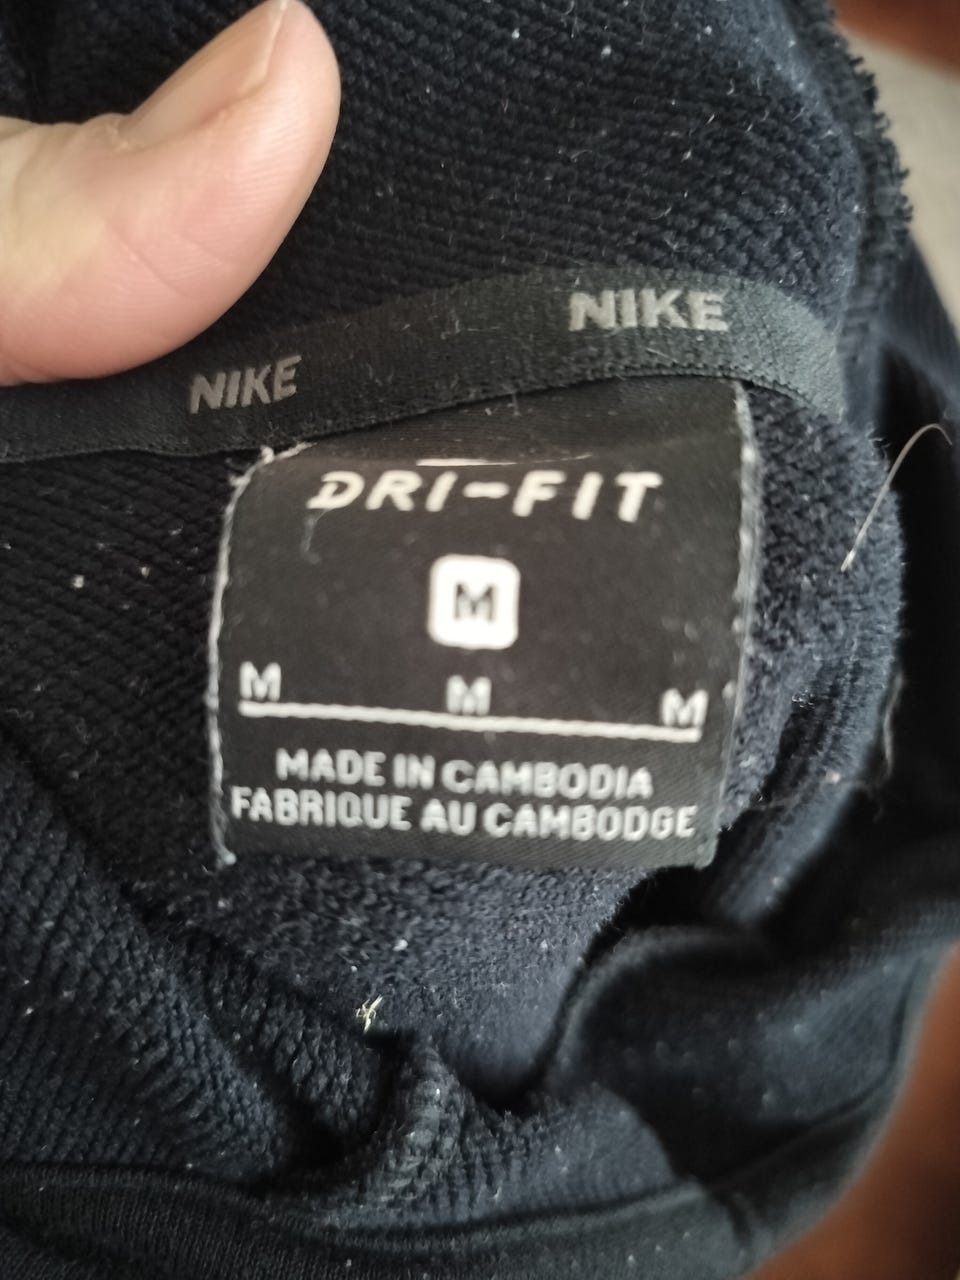 NIKE
NIKE
DRI-FIT
M
M M M
MADE IN CAMBODIA
FABRIQUE AU CAMBODGE